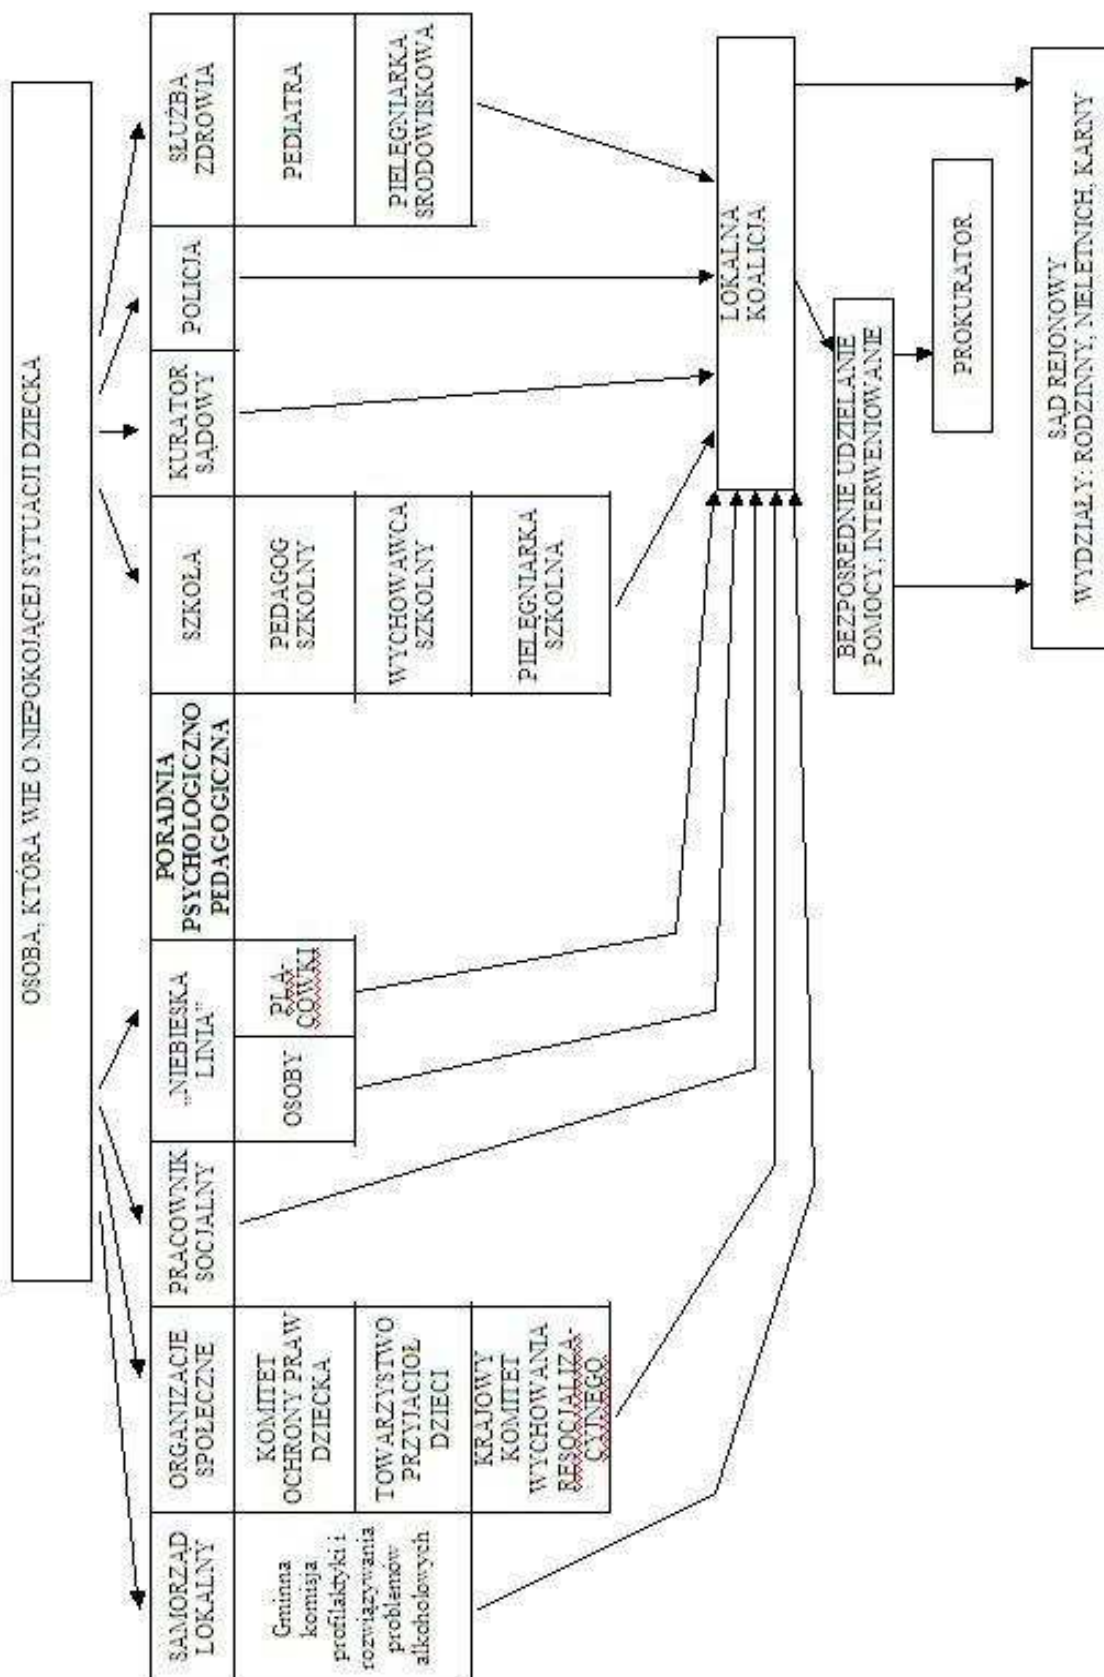 OSOBA, KTÓRA WIE O NIEPOKOJĄCEJ SYTUACJI DZIECKA
SAMORZĄD
LOKALNY
ORGANIZACJE
SPOŁECZNE
PRACOWNIK
SOCJALNY
„NIEBIESKA
LINIA”
PORADNIA
PSYCHOLOGICZNO
PEDAGOGICZNA
SZKOŁA
KURATOR
SĄDOWY
POLICJA
SŁUŻBA
ZDROWIA
Gminna
komisja
profilaktyki i
rozwiązywania
problemów
alkoholowych
KOMITET
OCHRONY PRAW
DZIECKA
TOWARZYSTWO
PRZYJACIÓŁ
DZIECI
KRAJOWY
KOMITET
WYCHOWANIA
RESOCJALIZA-
CYJNEGO
OSOBY
PLA-
CÓWKI
PEDAGOG
SZKOLNY
WYCHOWAWCA
SZKOLNY
PIELĘGNIARKA
SZKOLNA
PEDIATRA
PIELĘGNIARKA
ŚRODOWISKOWA
LOKALNA
KOALICJA
BEZPOŚREDNIE UDZIELANIE
POMOCY, INTERWENIOWANIE
PROKURATOR
SĄD REJONOWY
WYDZIAŁY: RODZINNY, NIELETNICH, KARNY